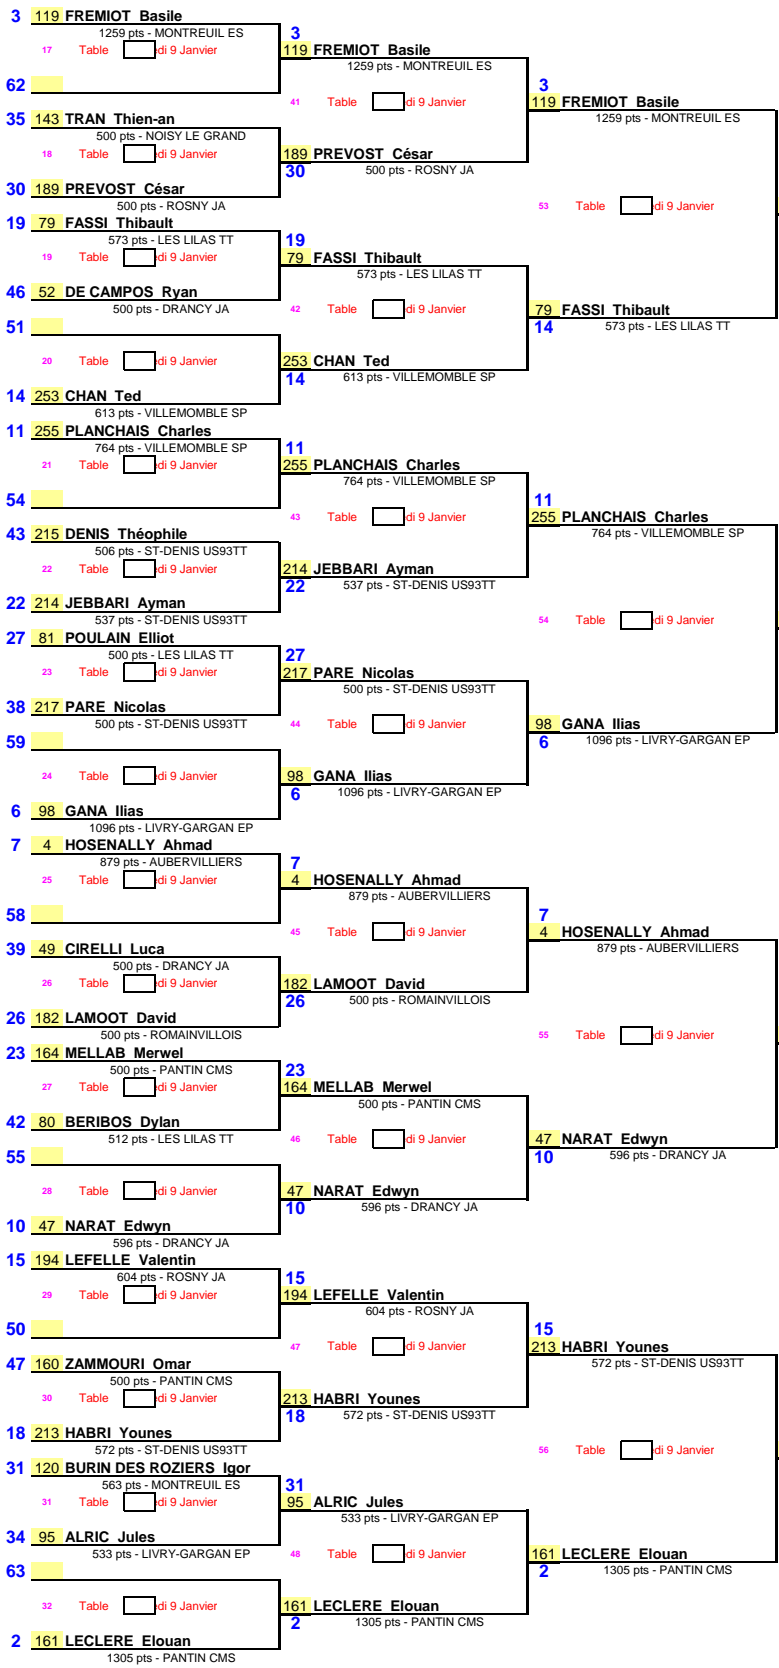 3 119 FREMIOT Basile
1259 pts - MONTREUIL ES
17 Table di 9 Janvier
62
35 143 TRAN Thien-an
500 pts - NOISY LE GRAND
18 Table di 9 Janvier
30 189 PREVOST César
500 pts - ROSNY JA
19 79 FASSI Thibault
573 pts - LES LILAS TT
19 Table di 9 Janvier
46 52 DE CAMPOS Ryan
500 pts - DRANCY JA
51
20 Table di 9 Janvier
14 253 CHAN Ted
613 pts - VILLEMOMBLE SP
11 255 PLANCHAIS Charles
764 pts - VILLEMOMBLE SP
21 Table di 9 Janvier
54
43 215 DENIS Théophile
506 pts - ST-DENIS US93TT
22 Table di 9 Janvier
22 214 JEBBARI Ayman
537 pts - ST-DENIS US93TT
27 81 POULAIN Elliot
500 pts - LES LILAS TT
23 Table di 9 Janvier
38 217 PARE Nicolas
500 pts - ST-DENIS US93TT
59
24 Table di 9 Janvier
6 98 GANA Ilias
1096 pts - LIVRY-GARGAN EP
7 4 HOSENALLY Ahmad
879 pts - AUBERVILLIERS
25 Table di 9 Janvier
58
39 49 CIRELLI Luca
500 pts - DRANCY JA
26 Table di 9 Janvier
26 182 LAMOOT David
500 pts - ROMAINVILLOIS
23 164 MELLAB Merwel
500 pts - PANTIN CMS
27 Table di 9 Janvier
42 80 BERIBOS Dylan
512 pts - LES LILAS TT
55
28 Table di 9 Janvier
10 47 NARAT Edwyn
596 pts - DRANCY JA
15 194 LEFELLE Valentin
604 pts - ROSNY JA
29 Table di 9 Janvier
50
47 160 ZAMMOURI Omar
500 pts - PANTIN CMS
30 Table di 9 Janvier
18 213 HABRI Younes
572 pts - ST-DENIS US93TT
31 120 BURIN DES ROZIERS Igor
563 pts - MONTREUIL ES
31 Table di 9 Janvier
34 95 ALRIC Jules
533 pts - LIVRY-GARGAN EP
63
32 Table di 9 Janvier
2 161 LECLERE Elouan
1305 pts - PANTIN CMS
3
119 FREMIOT Basile
1259 pts - MONTREUIL ES
41 Table di 9 Janvier
189 PREVOST César
30 500 pts - ROSNY JA
19
79 FASSI Thibault
573 pts - LES LILAS TT
42 Table di 9 Janvier
253 CHAN Ted
14 613 pts - VILLEMOMBLE SP
11
255 PLANCHAIS Charles
764 pts - VILLEMOMBLE SP
43 Table di 9 Janvier
214 JEBBARI Ayman
22 537 pts - ST-DENIS US93TT
27
217 PARE Nicolas
500 pts - ST-DENIS US93TT
44 Table di 9 Janvier
98 GANA Ilias
6 1096 pts - LIVRY-GARGAN EP
7
4 HOSENALLY Ahmad
879 pts - AUBERVILLIERS
45 Table di 9 Janvier
182 LAMOOT David
26 500 pts - ROMAINVILLOIS
23
164 MELLAB Merwel
500 pts - PANTIN CMS
46 Table di 9 Janvier
47 NARAT Edwyn
10 596 pts - DRANCY JA
15
194 LEFELLE Valentin
604 pts - ROSNY JA
47 Table di 9 Janvier
213 HABRI Younes
18 572 pts - ST-DENIS US93TT
31
95 ALRIC Jules
533 pts - LIVRY-GARGAN EP
48 Table di 9 Janvier
161 LECLERE Elouan
2 1305 pts - PANTIN CMS
3
119 FREMIOT Basile
1259 pts - MONTREUIL ES
53 Table di 9 Janvier
79 FASSI Thibault
14 573 pts - LES LILAS TT
11
255 PLANCHAIS Charles
764 pts - VILLEMOMBLE SP
54 Table di 9 Janvier
98 GANA Ilias
6 1096 pts - LIVRY-GARGAN EP
7
4 HOSENALLY Ahmad
879 pts - AUBERVILLIERS
55 Table di 9 Janvier
47 NARAT Edwyn
10 596 pts - DRANCY JA
15
213 HABRI Younes
572 pts - ST-DENIS US93TT
56 Table di 9 Janvier
161 LECLERE Elouan
2 1305 pts - PANTIN CMS